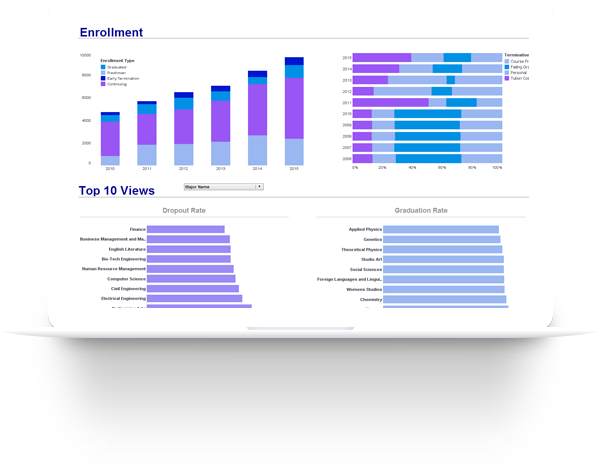 Enrollment
10000
8000
6000
4000
2000
0
Enrollment Type
Graduated
Freshman
Early Termination
Continuing
2010 2011 2012 2013 2014 2015
Termination
Course Pr
Failing Gra
Personal
Tuition Cos
2015
2014
2013
2012
2011
2010
2009
2008
2007
2006
0% 20% 40% 60% 80% 100%
Top 10 Views
Major Name
Dropout Rate
Finance
Business Management and Ma..
English Literature
Bio-Tech Engineering
Human Resource Management
Computer Science
Civil Engineering
Electrical Engineering
Graduation Rate
Applied Physics
Genetics
Theoretical Physics
Studio Art
Social Sciences
Foreign Languages and Lingui..
Womens Studies
Chemistry